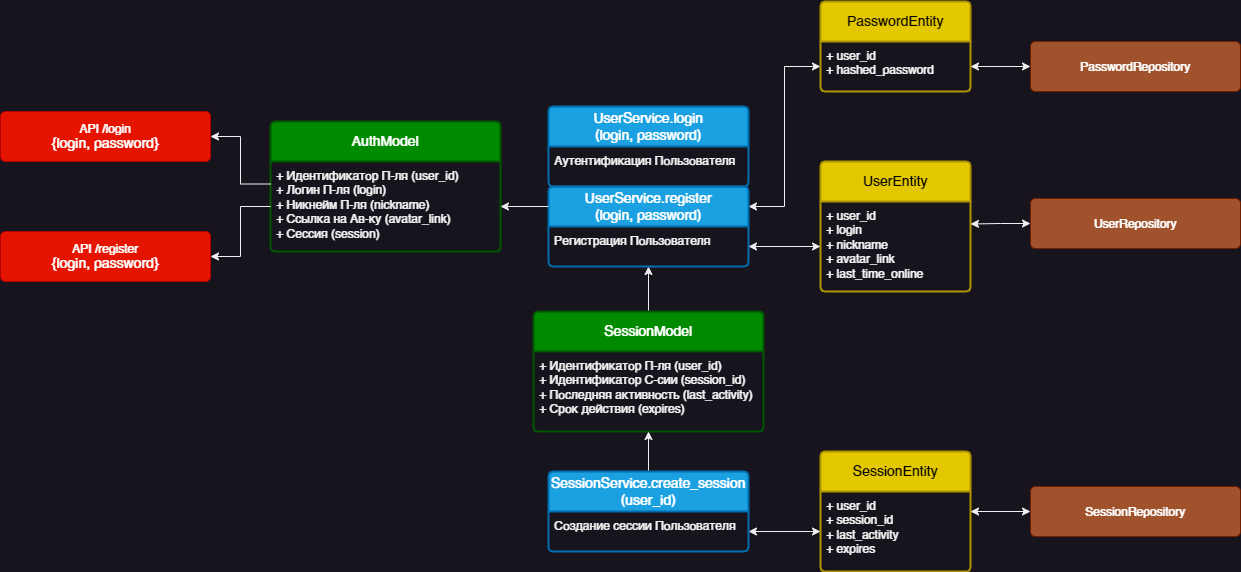 PasswordEntity
+ user_id
+ hashed_password
PasswordRepository
API /login
{login, password}
AuthModel
+ Идентификатор П-ля (user_id)
+ Логин П-ля (login)
+ Никнейм П-ля (nickname)
+ Ссылка на Ав-ку (avatar_link)
+ Сессия (session)
API /register
{login, password}
UserService.login
(login, password)
Аутентификация Пользователя
UserService.register
(login, password)
Регистрация Пользователя
UserEntity
+ user_id
+ login
+ nickname
+ avatar_link
+ last_time_online
UserRepository
SessionModel
+ Идентификатор П-ля (user_id)
+ Идентификатор С-сии (session_id)
+ Последняя активность (last_activity)
+ Срок действия (expires)
SessionService.create_session
(user_id)
Создание сессии Пользователя
SessionEntity
+ user_id
+ session_id
+ last_activity
+ expires
SessionRepository